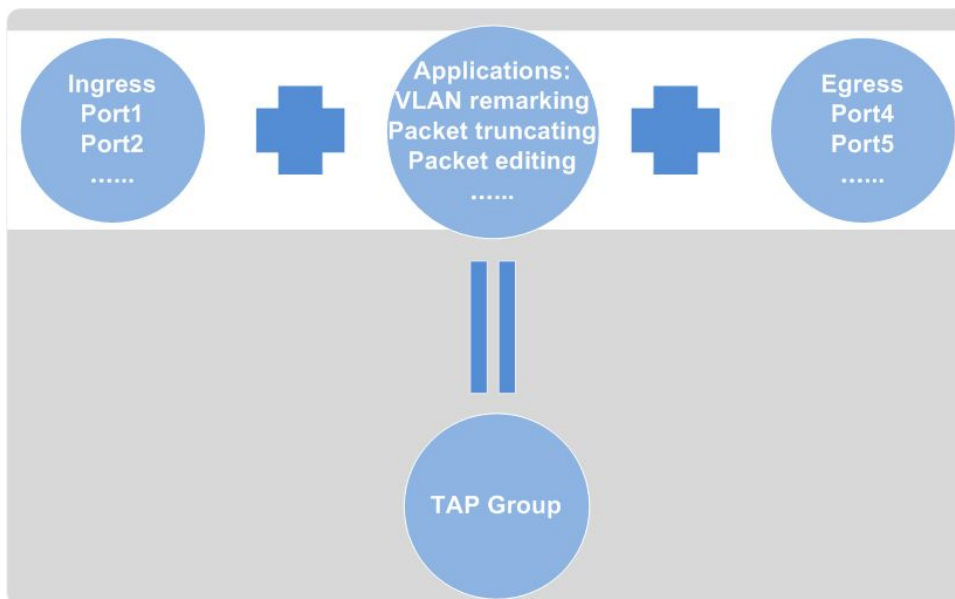 Ingress
Port1
Port2
......
Applications:
VLAN remarking
Packet truncating
Packet editing
......
Egress
Port4
Port5
......
TAP Group